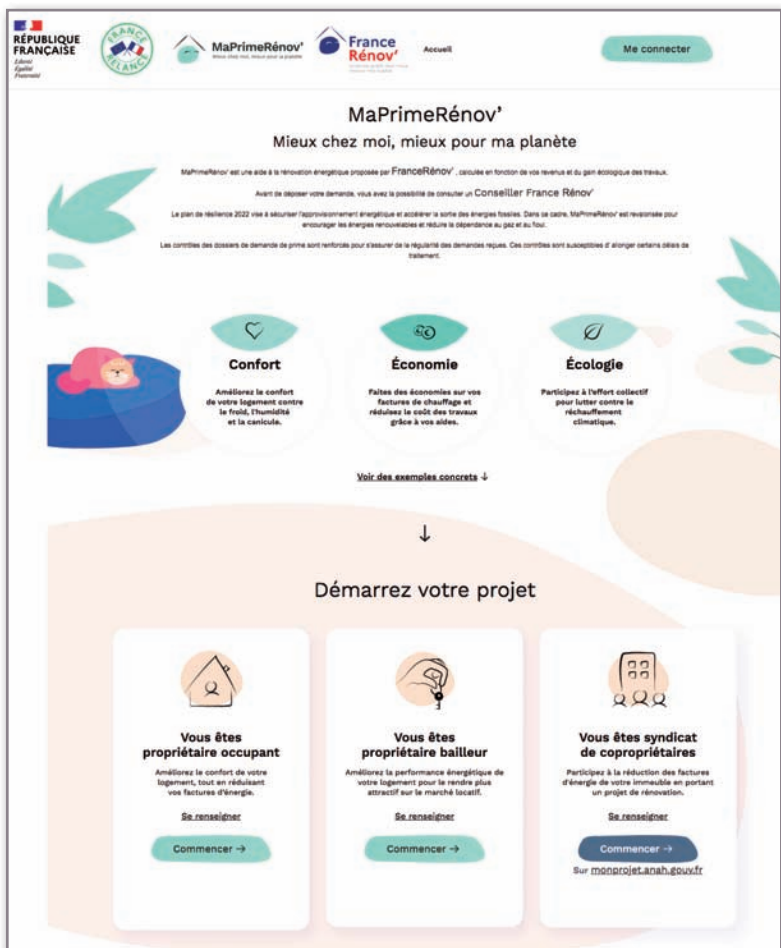 RÉPUBLIQUE
FRANÇAISE
Liberté
Égalité
Fraternité
FRANCE
RELANCE
MaPrimeRénov'
Mieux chez moi, mieux pour la planète
France
Rénov'
Accueil
Me connecter
MaPrimeRénov'
Mieux chez moi, mieux pour ma planète
MaPrimeRénov' est une aide à la rénovation énergétique proposée par FranceRénov' , calculée en fonction de vos revenus et du gain écologique des travaux.
Avant de déposer votre demande, vous avez la possibilité de consulter un Conseiller France Rénov'
Le plan de résilience 2022 vise à sécuriser l'approvisionnement énergétique et accélérer la sortie des énergies fossiles. Dans ce cadre, MaPrimeRénov' est revalorisée pour
encourager les énergies renouvelables et réduire la dépendance au gaz et au fioul.
Les contrôles des dossiers de demande de prime sont renforcés pour s'assurer de la régularité des demandes reçues. Ces contrôles sont susceptibles d' allonger certains délais de
traitement.
Confort
Améliorez le confort
de votre logement contre
le froid, l'humidité
et la canicule.
Économie
Faites des économies sur vos
factures de chauffage et
réduisez le coût des travaux
grâce à vos aides.
Écologie
Participez à l'effort collectif
pour lutter contre le
réchauffement
climatique.
Voir des exemples concrets ↓
↓
Démarrez votre projet
Vous êtes
propriétaire occupant
Améliorez le confort de votre
logement, tout en réduisant
vos factures d'énergie.
Se renseigner
Commencer →
Vous êtes
propriétaire bailleur
Améliorez la performance énergétique de
votre logement pour le rendre plus
attractif sur le marché locatif.
Se renseigner
Commencer →
Vous êtes syndicat
de copropriétaires
Participez à la réduction des factures
d'énergie de votre immeuble en portant
un projet de rénovation.
Se renseigner
Commencer →
Sur monprojet.anah.gouv.fr